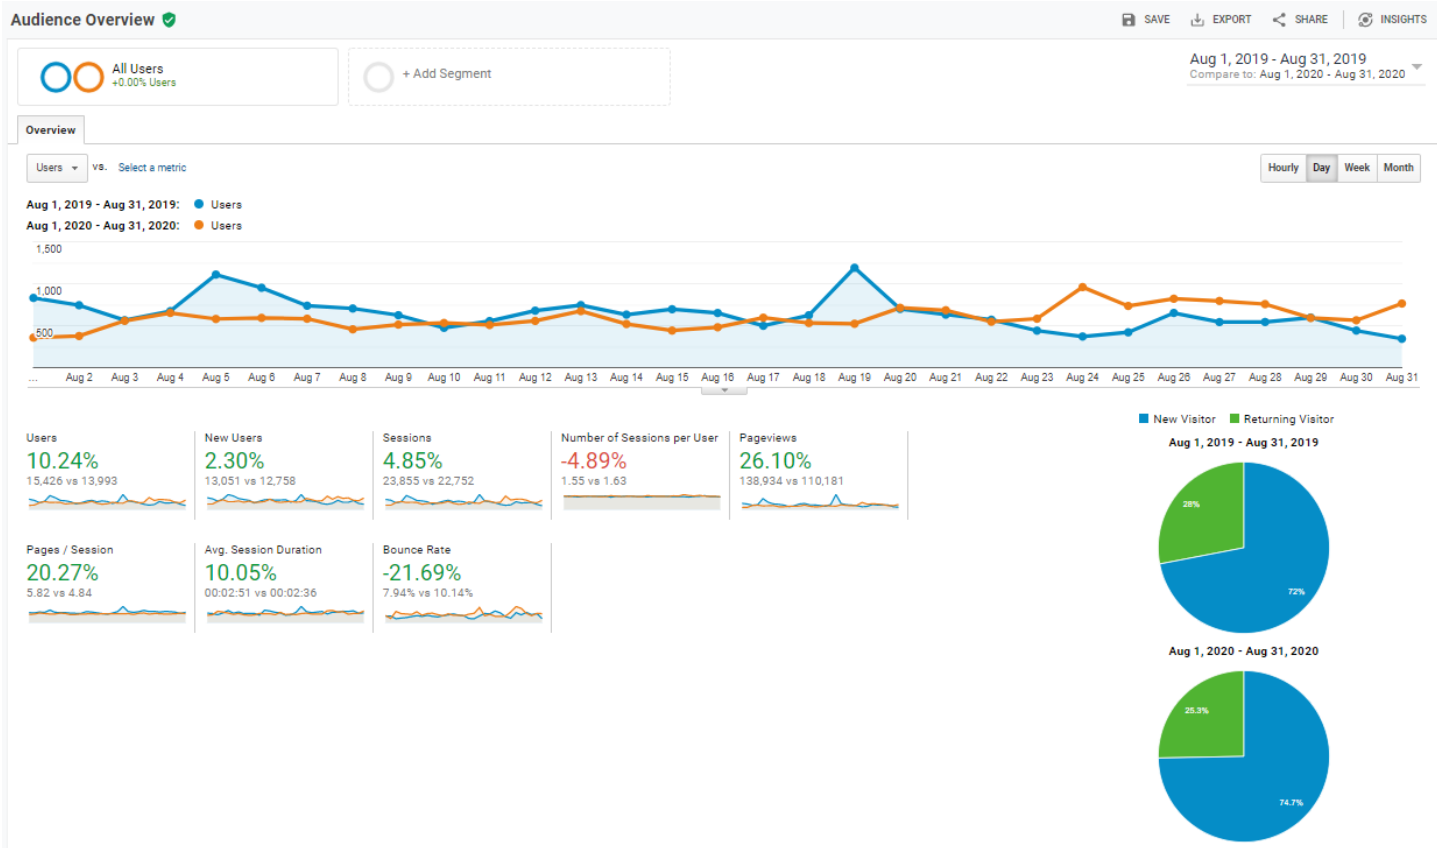 Audience Overview
SAVE EXPORT SHARE INSIGHTS
All Users
+0.00% Users
+ Add Segment
Aug 1, 2019 - Aug 31, 2019
Compare to: Aug 1, 2020 - Aug 31, 2020
Overview
Users vs. Select a metric
Hourly Day Week Month
Aug 1, 2019 - Aug 31, 2019: Users
Aug 1, 2020 - Aug 31, 2020: Users
1,500
1,000
500
... Aug 2 Aug 3 Aug 4 Aug 5 Aug 6 Aug 7 Aug 8 Aug 9 Aug 10 Aug 11 Aug 12 Aug 13 Aug 14 Aug 15 Aug 16 Aug 17 Aug 18 Aug 19 Aug 20 Aug 21 Aug 22 Aug 23 Aug 24 Aug 25 Aug 26 Aug 27 Aug 28 Aug 29 Aug 30 Aug 31
Users
10.24%
15,426 vs 13,993
New Users
2.30%
13,051 vs 12,758
Sessions
4.85%
23,855 vs 22,752
Number of Sessions per User
-4.89%
1.55 vs 1.63
Pageviews
26.10%
138,934 vs 110,181
Pages / Session
20.27%
5.82 vs 4.84
Avg. Session Duration
10.05%
00:02:51 vs 00:02:36
Bounce Rate
-21.69%
7.94% vs 10.14%
New Visitor Returning Visitor
Aug 1, 2019 - Aug 31, 2019
28%
72%
Aug 1, 2020 - Aug 31, 2020
25.3%
74.7%